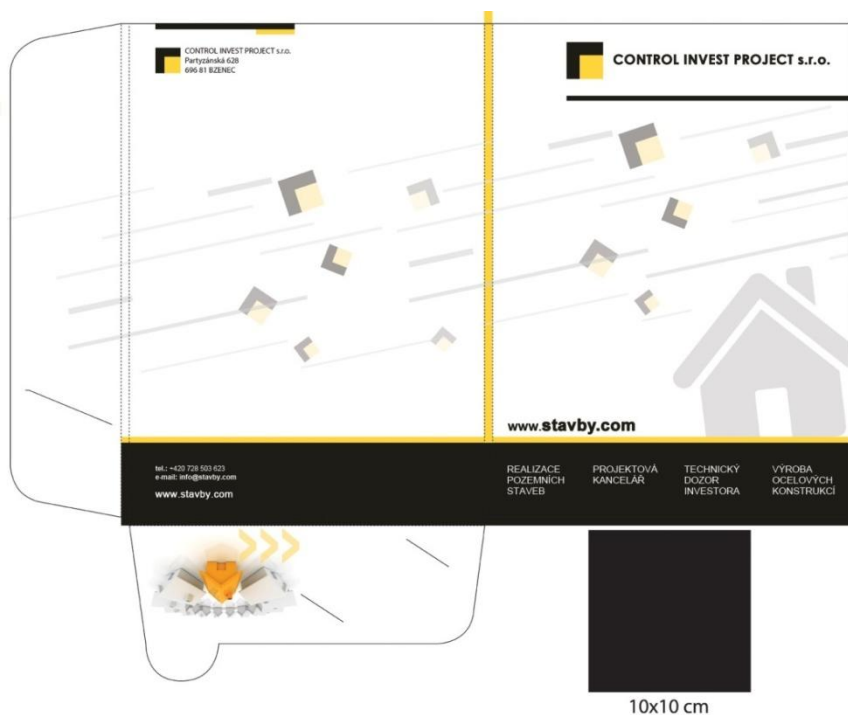 CONTROL INVEST PROJECT s.r.o.
Partyzánská 628
696 81 BZENEC
CONTROL INVEST PROJECT s.r.o.
www.stavby.com
tel.: +420 728 503 623
e-mail: info@stavby.com
www.stavby.com
REALIZACE
POZEMNÍCH
STAVEB
PROJEKTOVÁ
KANCELÁŘ
TECHNICKÝ
DOZOR
INVESTORA
VÝROBA
OCELOVÝCH
KONSTRUKCÍ
10x10 cm